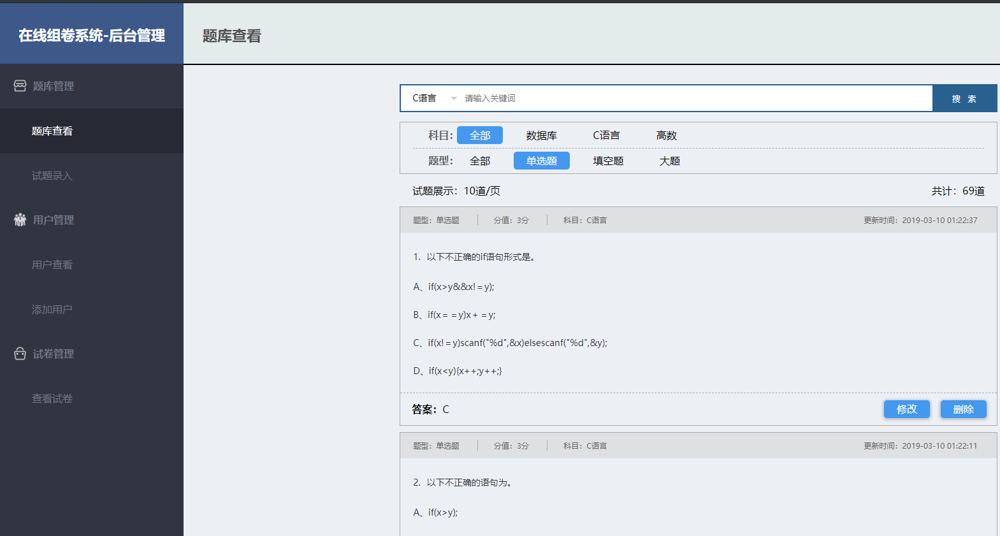 在线组卷系统-后台管理
题库查看
题库管理
题库查看
试题录入
用户管理
用户查看
添加用户
试卷管理
查看试卷
C语言 请输入关键词 搜 索
科目： 全部 数据库 C语言 高数
题型： 全部 单选题 填空题 大题
试题展示：10道/页 共计：69道
题型：单选题 分值：3分 科目：C语言 更新时间：2019-03-10 01:22:37
1. 以下不正确的if语句形式是。
A、if(x>y&&x!=y);
B、if(x= =y)x+ =y;
C、if(x!=y)scanf("%d",&x)elsescanf("%d",&y);
D、if(x<y){x++;y++;}
答案：C 修改 删除
题型：单选题 分值：3分 科目：C语言 更新时间：2019-03-10 01:22:11
2. 以下不正确的语句为。
A、if(x>y);